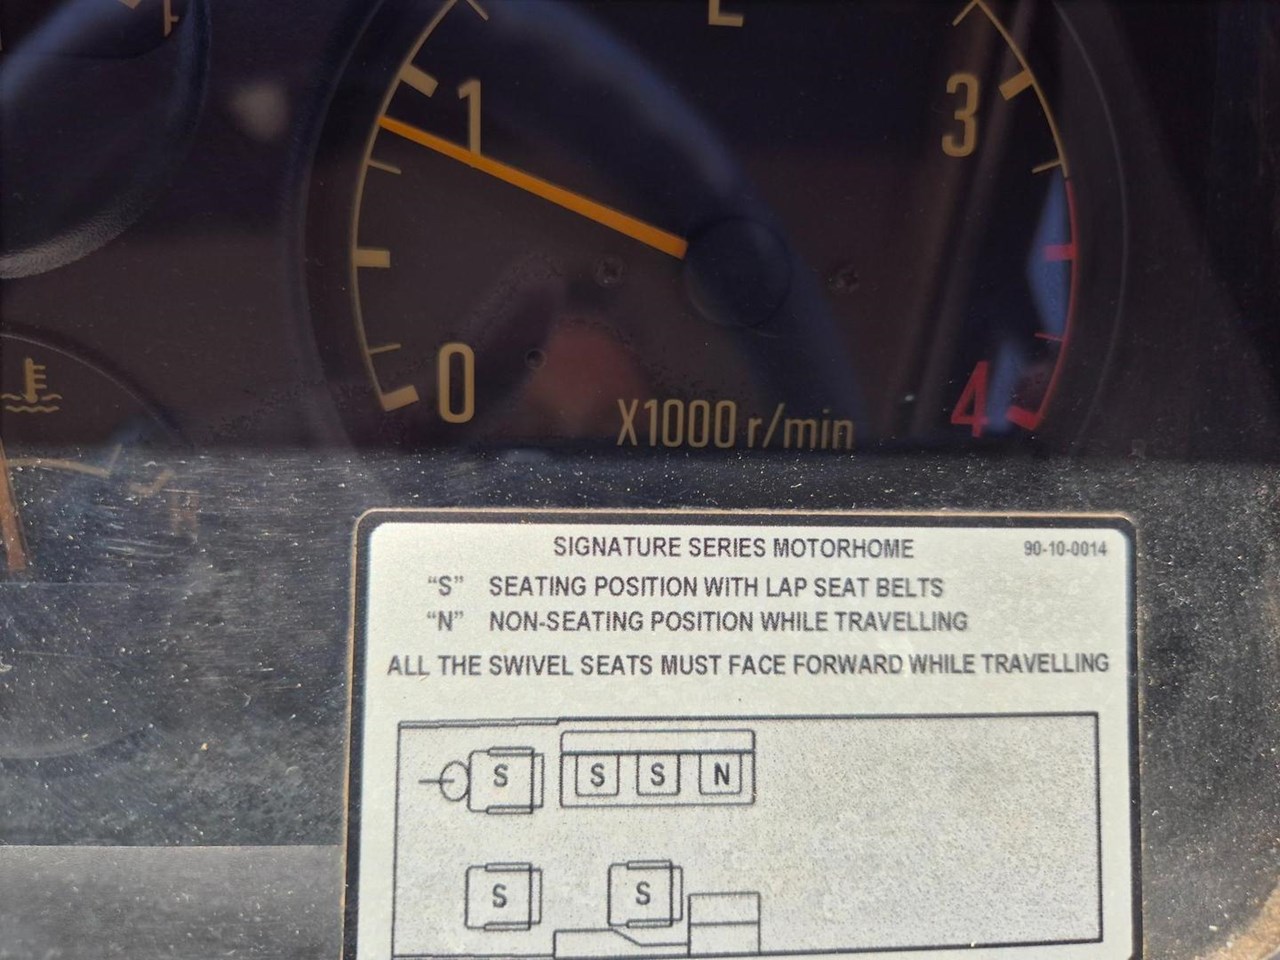 1
3
0
4
X1000 r/min
SIGNATURE SERIES MOTORHOME 90-10-0014
“S” SEATING POSITION WITH LAP SEAT BELTS
“N” NON-SEATING POSITION WHILE TRAVELLING
ALL THE SWIVEL SEATS MUST FACE FORWARD WHILE TRAVELLING
S S S N
S S